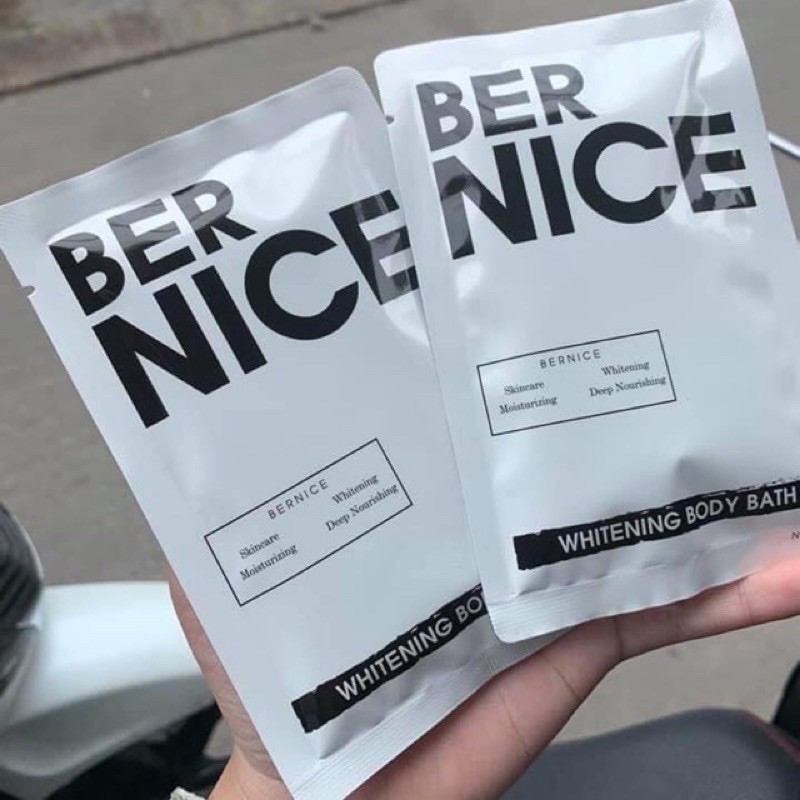 BER
NICE
BERNICE
Skincare Whitening
Moisturizing Deep Nourishing
WHITENING BO
BER
NICE
BERNICE
Skincare Whitening
Moisturizing Deep Nourishing
WHITENING BODY BATH
N